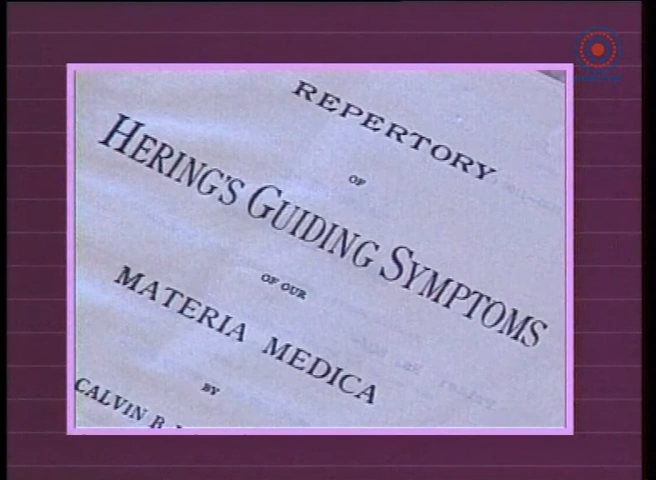 REPERTORY
OF
HERING'S GUIDING SYMPTOMS
OF OUR
MATERIA MEDICA
BY
CALVIN B.